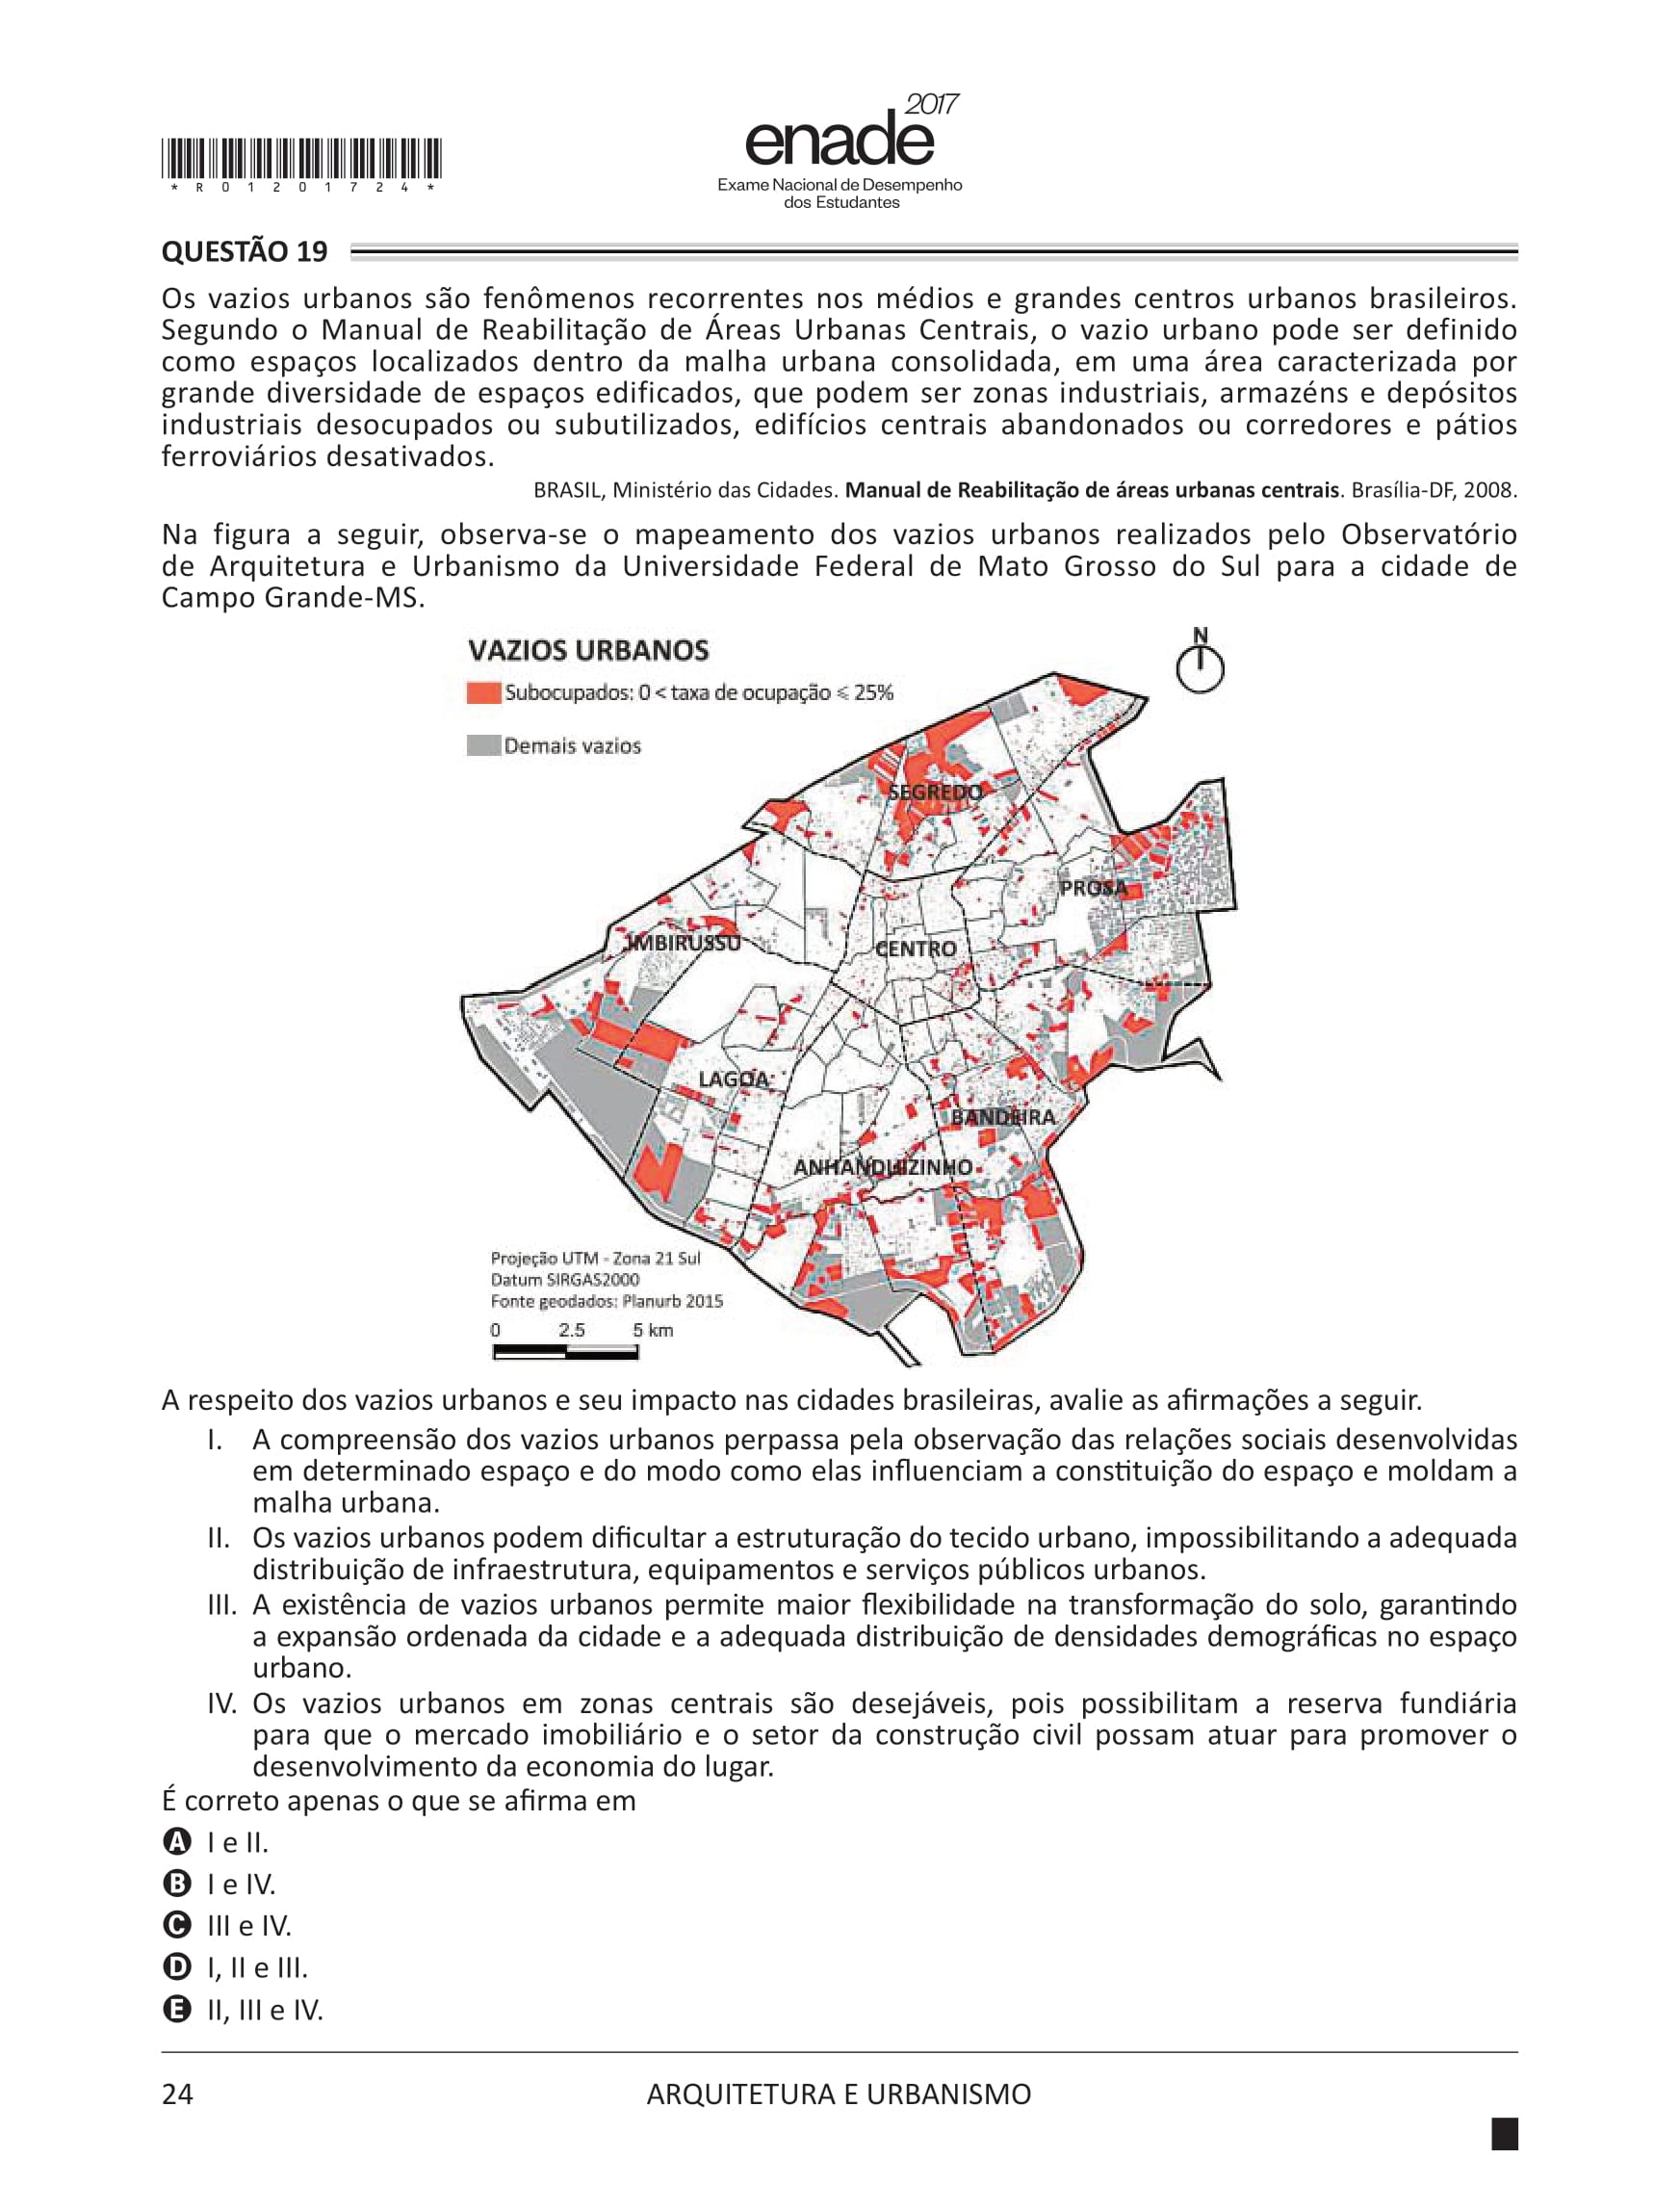 2017
enade
Exame Nacional de Desempenho
dos Estudantes
* R 0 1 2 0 1 7 2 4 *
QUESTÃO 19
Os vazios urbanos são fenômenos recorrentes nos médios e grandes centros urbanos brasileiros.
Segundo o Manual de Reabilitação de Áreas Urbanas Centrais, o vazio urbano pode ser definido
como espaços localizados dentro da malha urbana consolidada, em uma área caracterizada por
grande diversidade de espaços edificados, que podem ser zonas industriais, armazéns e depósitos
industriais desocupados ou subutilizados, edifícios centrais abandonados ou corredores e pátios
ferroviários desativados.
BRASIL, Ministério das Cidades. Manual de Reabilitação de áreas urbanas centrais. Brasília-DF, 2008.
Na figura a seguir, observa-se o mapeamento dos vazios urbanos realizados pelo Observatório
de Arquitetura e Urbanismo da Universidade Federal de Mato Grosso do Sul para a cidade de
Campo Grande-MS.
VAZIOS URBANOS
Subocupados: 0 < taxa de ocupação ⩽ 25%
Demais vazios
N
SEGREDO
PROSA
IMBIRUSSU
CENTRO
LAGOA
BANDEIRA
ANHANDUIZINHO
Projeção UTM - Zona 21 Sul
Datum SIRGAS2000
Fonte geodados: Planurb 2015
0 2.5 5 km
A respeito dos vazios urbanos e seu impacto nas cidades brasileiras, avalie as afirmações a seguir.
I. A compreensão dos vazios urbanos perpassa pela observação das relações sociais desenvolvidas
em determinado espaço e do modo como elas influenciam a constituição do espaço e moldam a
malha urbana.
II. Os vazios urbanos podem dificultar a estruturação do tecido urbano, impossibilitando a adequada
distribuição de infraestrutura, equipamentos e serviços públicos urbanos.
III. A existência de vazios urbanos permite maior flexibilidade na transformação do solo, garantindo
a expansão ordenada da cidade e a adequada distribuição de densidades demográficas no espaço
urbano.
IV. Os vazios urbanos em zonas centrais são desejáveis, pois possibilitam a reserva fundiária
para que o mercado imobiliário e o setor da construção civil possam atuar para promover o
desenvolvimento da economia do lugar.
É correto apenas o que se afirma em
A I e II.
B I e IV.
C III e IV.
D I, II e III.
E II, III e IV.
24
ARQUITETURA E URBANISMO